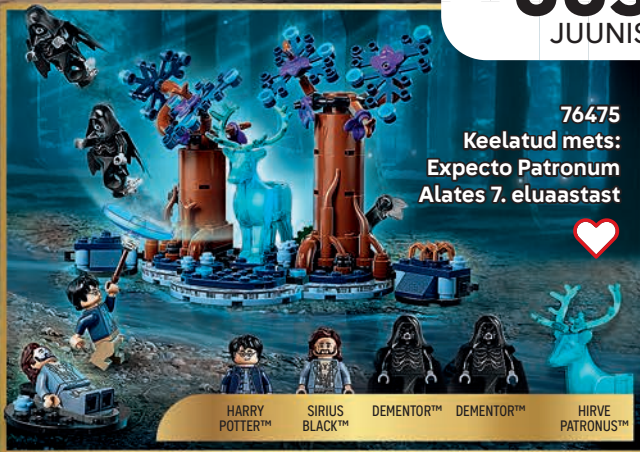 JUUNIS
76475
Keelatud mets:
Expecto Patronum
Alates 7. eluaastast
HARRY
POTTER™
SIRIUS
BLACK™
DEMENTOR™
DEMENTOR™
HIRVE
PATRONUS™